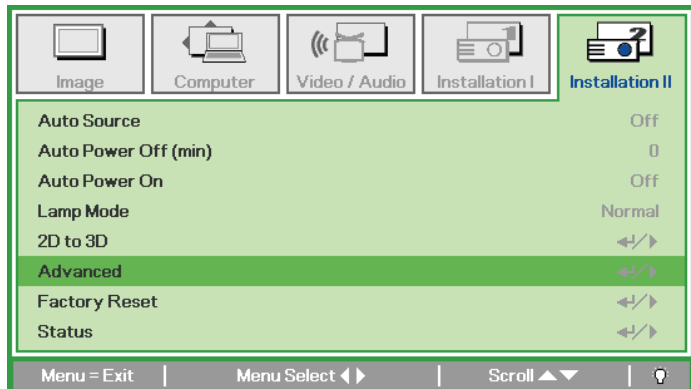 Image Computer Video / Audio Installation I Installation II
Auto Source Off
Auto Power Off (min) 0
Auto Power On Off
Lamp Mode Normal
2D to 3D
Advanced
Factory Reset
Status
Menu = Exit Menu Select Scroll